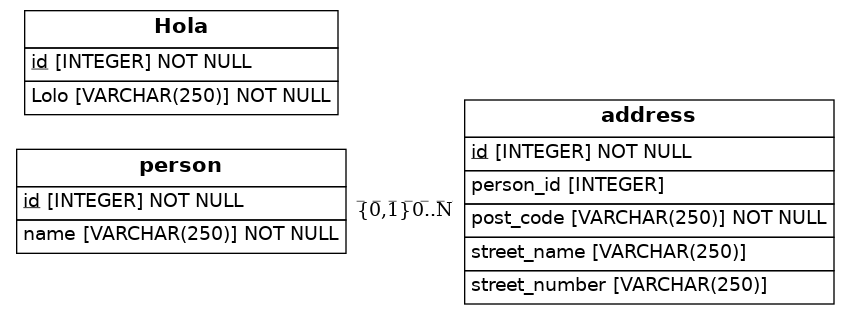 Hola
id [INTEGER] NOT NULL
Lolo [VARCHAR(250)] NOT NULL
person
id [INTEGER] NOT NULL
name [VARCHAR(250)] NOT NULL
{0,1}0..N
address
id [INTEGER] NOT NULL
person_id [INTEGER]
post_code [VARCHAR(250)] NOT NULL
street_name [VARCHAR(250)]
street_number [VARCHAR(250)]